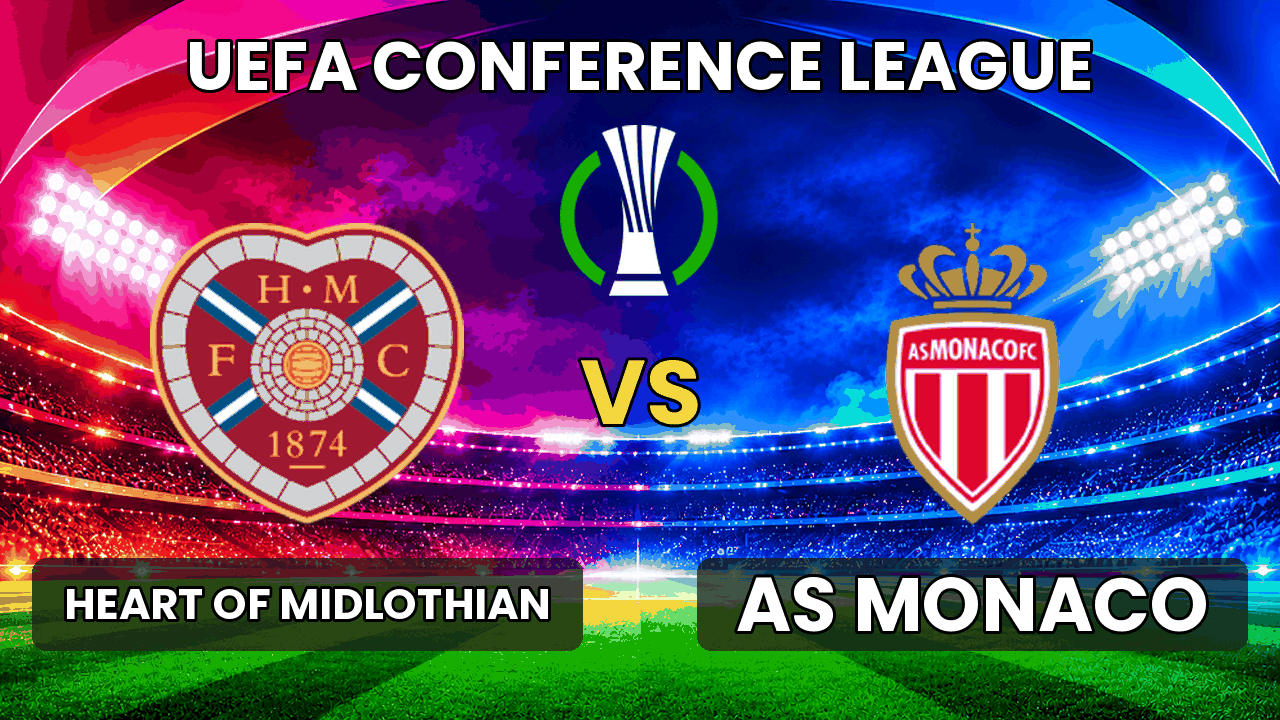 UEFA CONFERENCE LEAGUE
H·M
F C
1874
VS
ASMONACOFC
HEART OF MIDLOTHIAN
AS MONACO